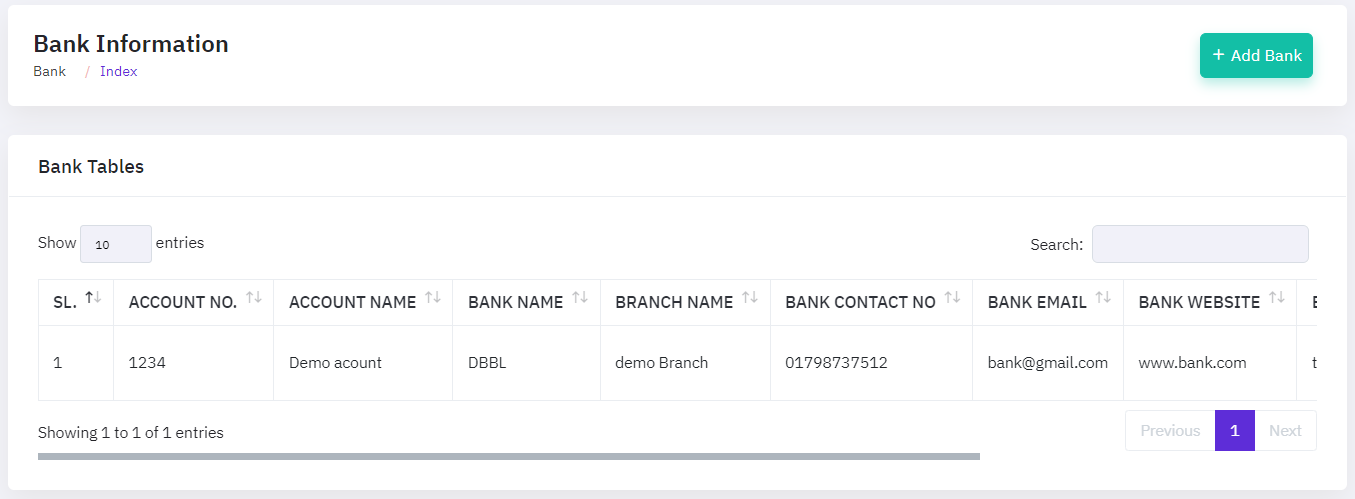 Bank Information
+ Add Bank
Bank / Index
Bank Tables
Show 10 entries
Search:
SL. ACCOUNT NO. ACCOUNT NAME BANK NAME BRANCH NAME BANK CONTACT NO BANK EMAIL BANK WEBSITE
1 1234 Demo acount DBBL demo Branch 01798737512 bank@gmail.com www.bank.com
Showing 1 to 1 of 1 entries
Previous 1 Next